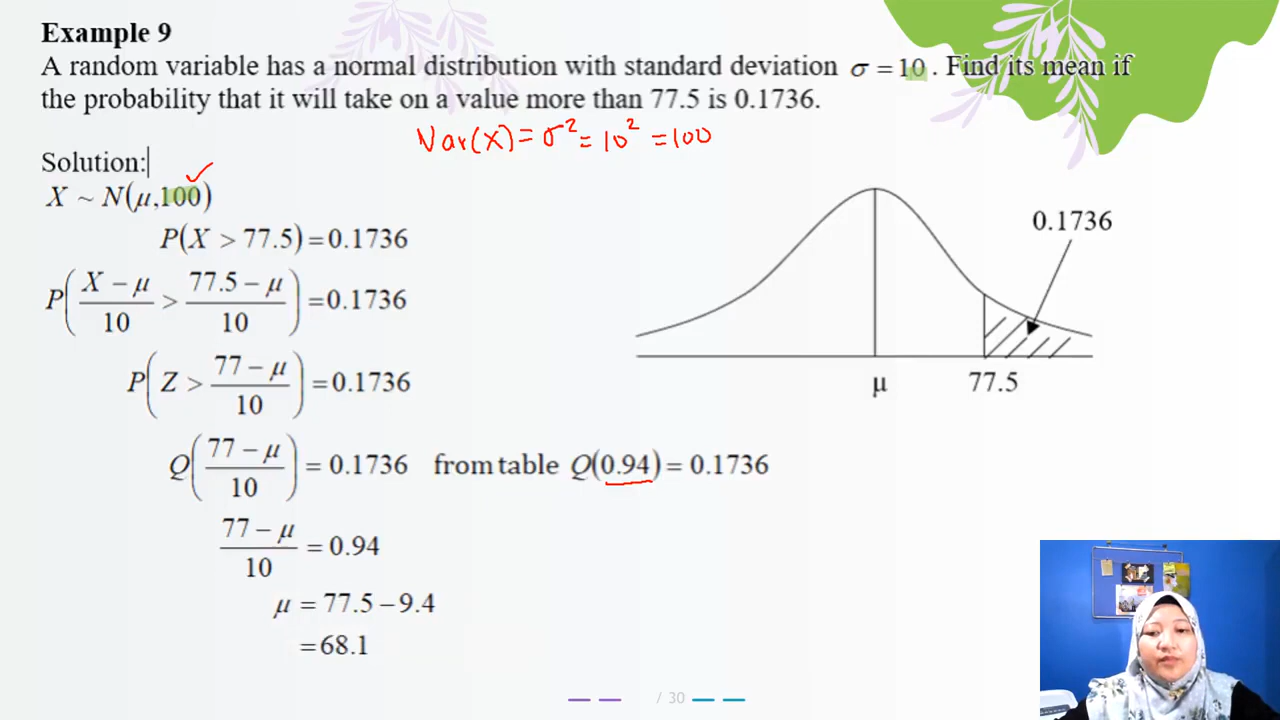 Example 9
A random variable has a normal distribution with standard deviation σ = 10 . Find its mean if
the probability that it will take on a value more than 77.5 is 0.1736.
Var(X) = σ² = 10² = 100
Solution:
X ~ N(μ,100)
P(X > 77.5) = 0.1736
P((X − μ)/10 > (77.5 − μ)/10) = 0.1736
P(Z > (77 − μ)/10) = 0.1736
Q((77 − μ)/10) = 0.1736 from table Q(0.94) = 0.1736
(77 − μ)/10 = 0.94
μ = 77.5 − 9.4
= 68.1
0.1736
μ 77.5
/ 30